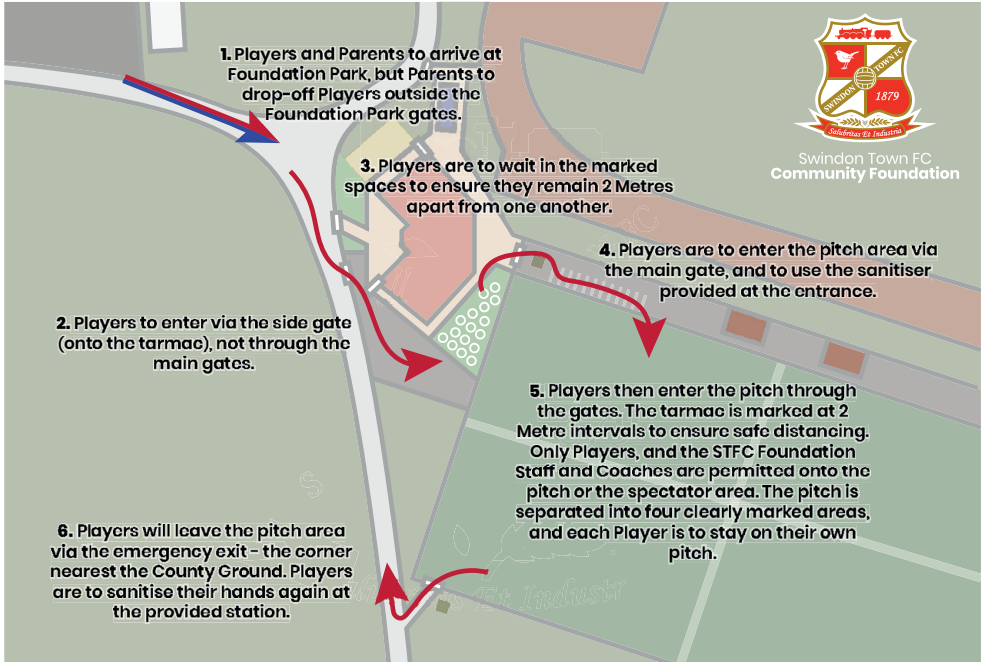 1. Players and Parents to arrive at
Foundation Park, but Parents to
drop-off Players outside the
Foundation Park gates.
SWINDON TOWN FC
1879
Salubritas Et Industria
Swindon Town FC
Community Foundation
3. Players are to wait in the marked
spaces to ensure they remain 2 Metres
apart from one another.
4. Players are to enter the pitch area via
the main gate, and to use the sanitiser
provided at the entrance.
2. Players to enter via the side gate
(onto the tarmac), not through the
main gates.
5. Players then enter the pitch through
the gates. The tarmac is marked at 2
Metre intervals to ensure safe distancing.
Only Players, and the STFC Foundation
Staff and Coaches are permitted onto the
pitch or the spectator area. The pitch is
separated into four clearly marked areas,
and each Player is to stay on their own
pitch.
6. Players will leave the pitch area
via the emergency exit - the corner
nearest the County Ground. Players
are to sanitise their hands again at
the provided station.
Et Industr